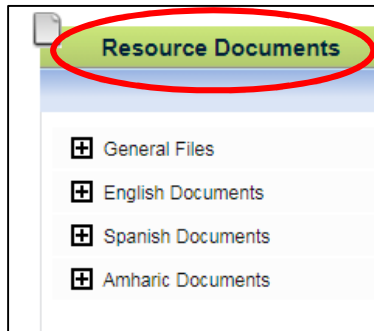 Resource Documents
General Files
English Documents
Spanish Documents
Amharic Documents